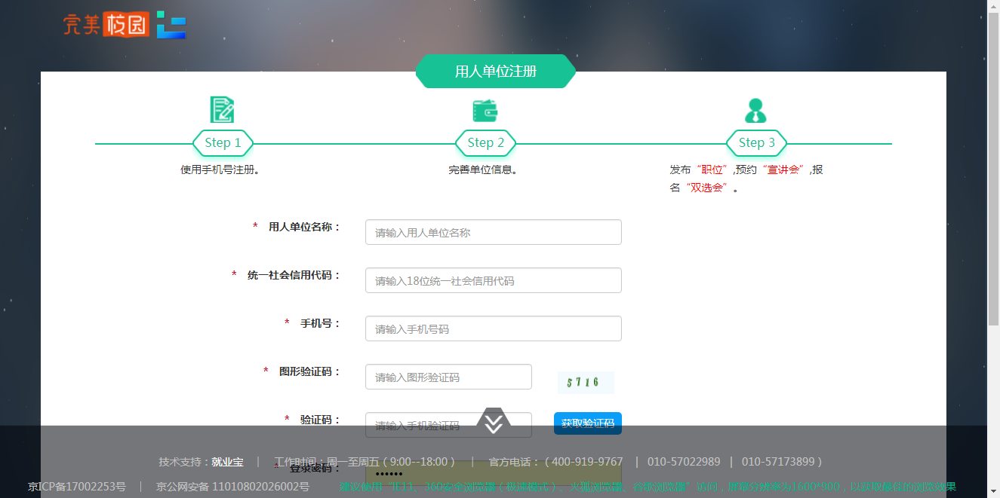 完美校园
用人单位注册
Step 1
Step 2
Step 3
使用手机号注册。
完善单位信息。
发布“职位”,预约“宣讲会”,报
名“双选会”。
* 用人单位名称：
请输入用人单位名称
* 统一社会信用代码：
请输入18位统一社会信用代码
* 手机号：
请输入手机号码
* 图形验证码：
请输入图形验证码
5716
* 验证码：
请输入手机验证码
获取验证码
* 登录密码：
••••••
技术支持：就业宝 | 工作时间：周一至周五（9:00--18:00） | 官方电话：（400-919-9767 | 010-57022989 | 010-57173899）
京ICP备17002253号 | 京公网安备 11010802026002号 建议使用“IE11、360安全浏览器（极速模式）、火狐浏览器、谷歌浏览器”访问，屏幕分辨率为1600*900，以获取最佳的浏览效果